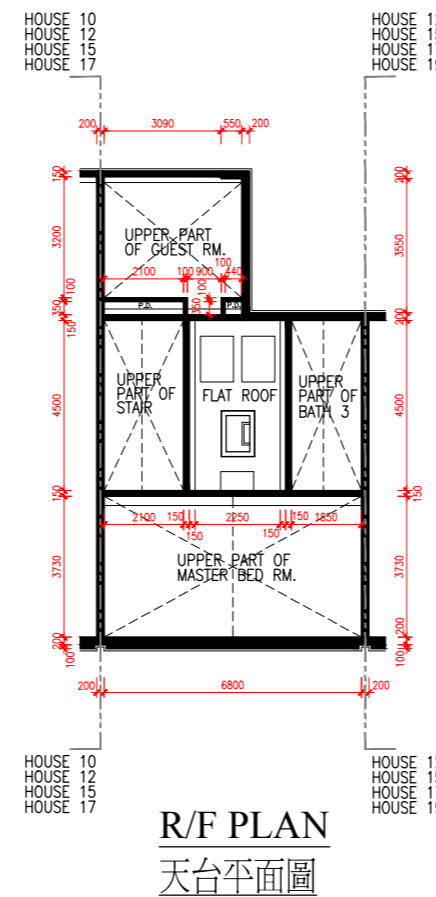 HOUSE 10
HOUSE 12
HOUSE 15
HOUSE 17
HOUSE 1
HOUSE 15
HOUSE 17
HOUSE 19
200 3090 550 200
150
200
3200
3550
UPPER PART
OF GUEST RM.
100
2100 100 900 440
100
100
350
350
P.D.
P.D.
150
200
4500
4500
UPPER
PART OF
STAIR
FLAT ROOF
UPPER
PART OF
BATH 3
150
150
2100 150 2250 150 1850
150
150
3730
3730
UPPER PART OF
MASTER BED RM.
200
100
200
100
200 6800 200
HOUSE 10
HOUSE 12
HOUSE 15
HOUSE 17
HOUSE 1
HOUSE 15
HOUSE 17
HOUSE 19
R/F PLAN
天台平面圖